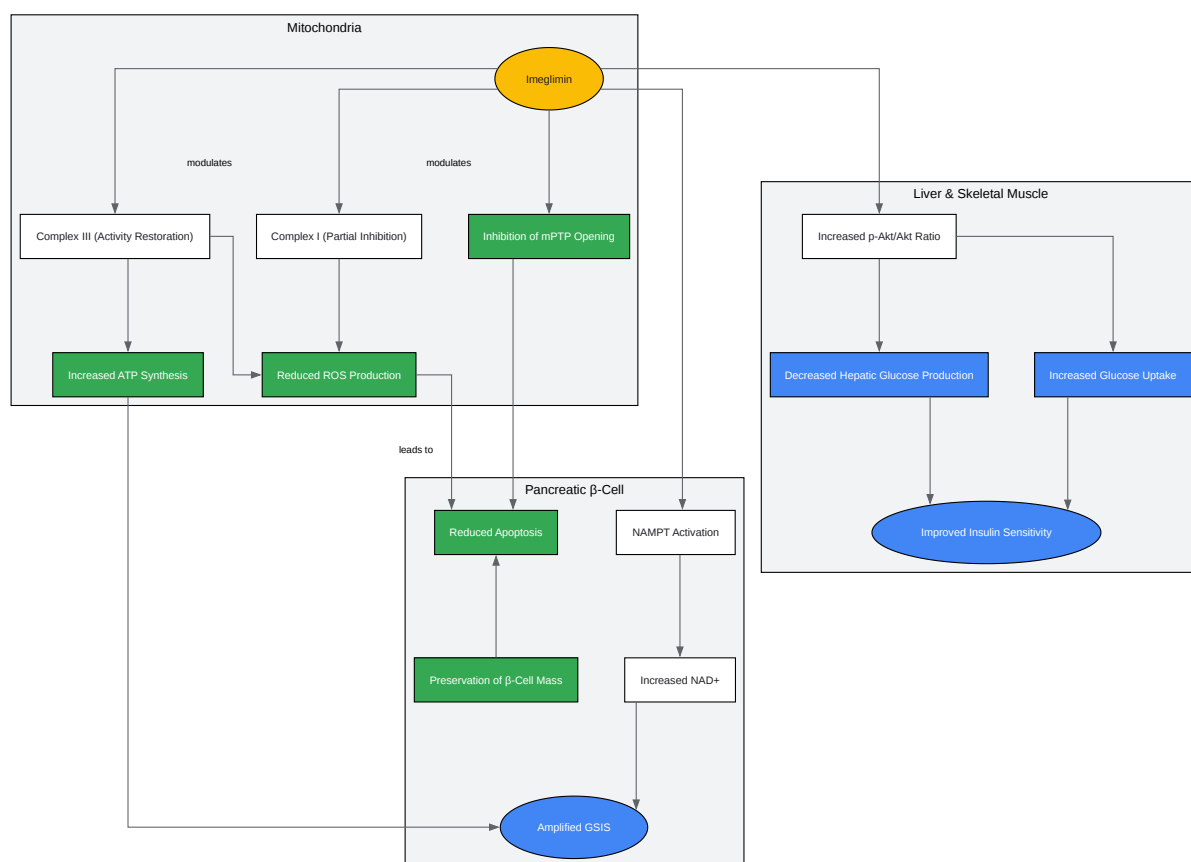 Mitochondria
Imeglimin
modulates
modulates
Liver & Skeletal Muscle
Complex III (Activity Restoration)
Complex I (Partial Inhibition)
Inhibition of mPTP Opening
Increased p-Akt/Akt Ratio
Increased ATP Synthesis
Reduced ROS Production
Decreased Hepatic Glucose Production
Increased Glucose Uptake
leads to
Pancreatic β-Cell
Reduced Apoptosis
NAMPT Activation
Improved Insulin Sensitivity
Preservation of β-Cell Mass
Increased NAD+
Amplified GSIS